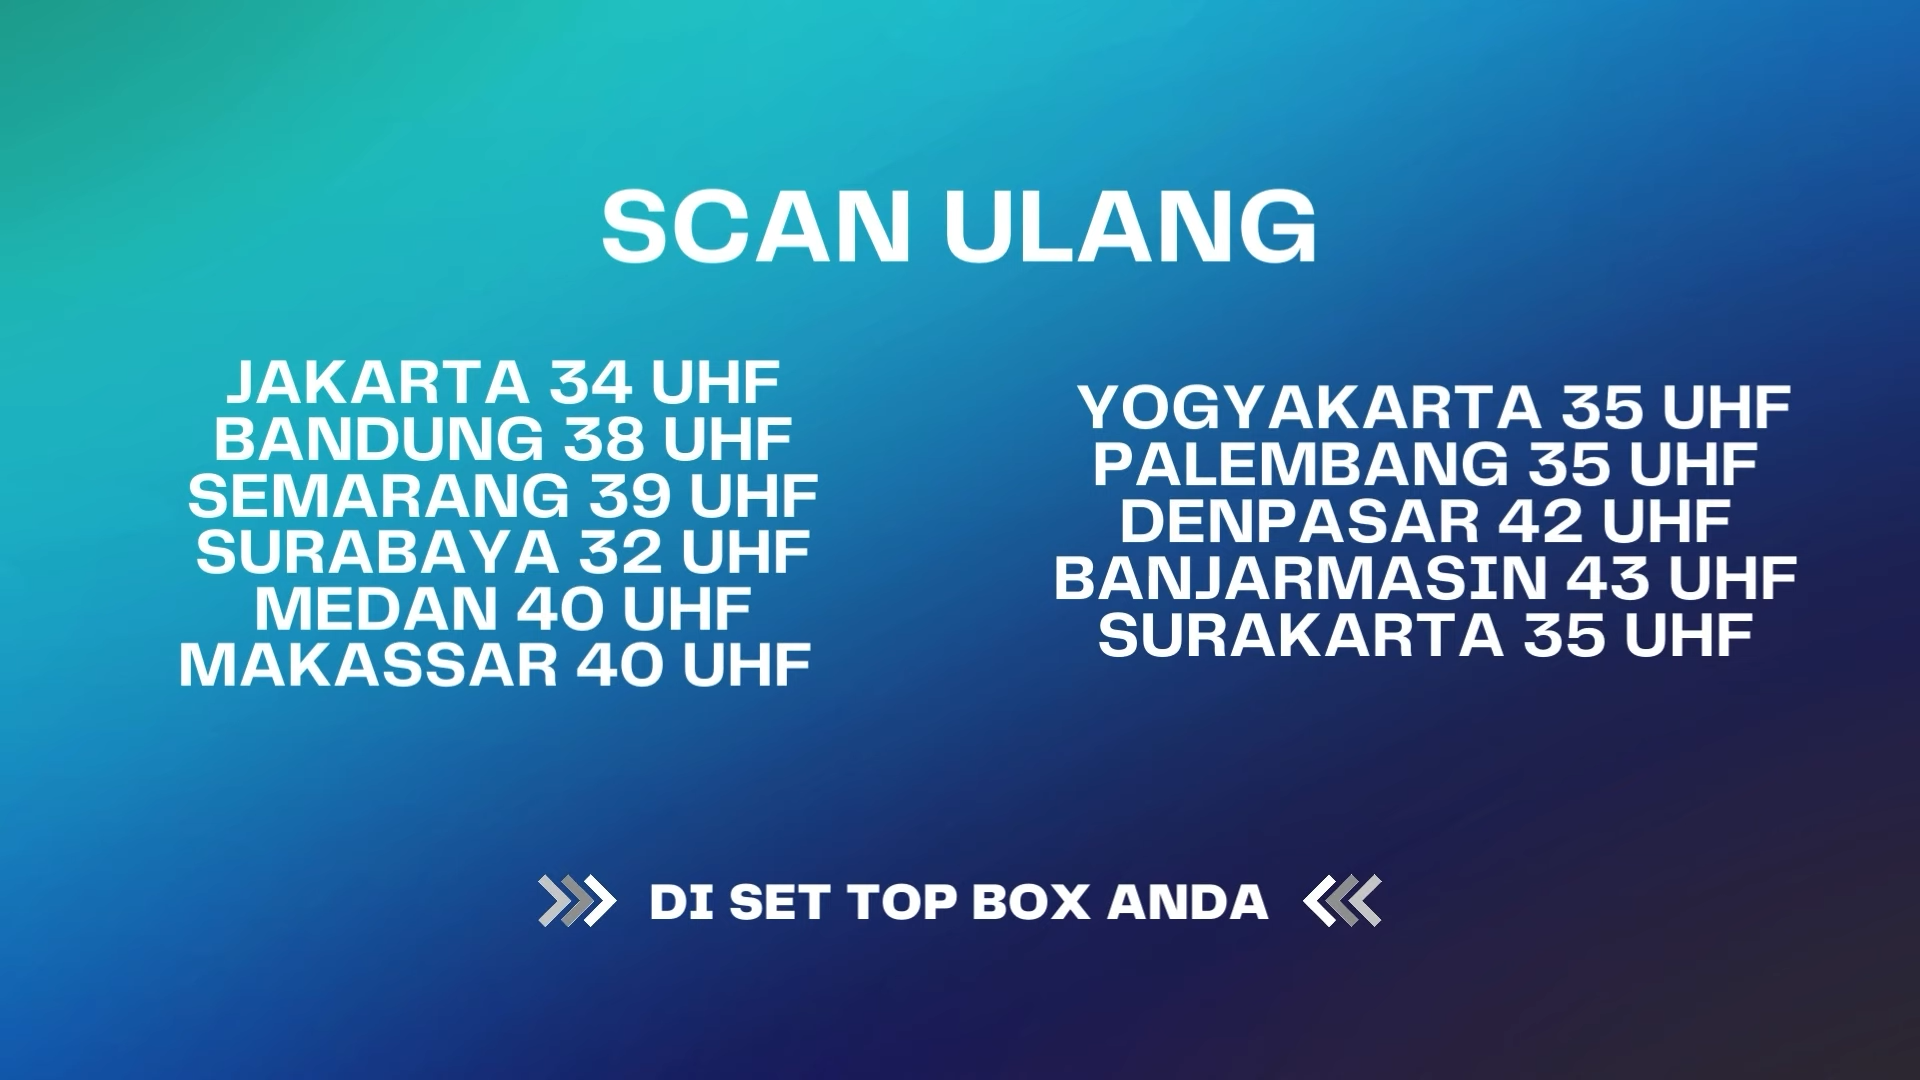 SCAN ULANG
JAKARTA 34 UHF
BANDUNG 38 UHF
SEMARANG 39 UHF
SURABAYA 32 UHF
MEDAN 40 UHF
MAKASSAR 40 UHF
YOGYAKARTA 35 UHF
PALEMBANG 35 UHF
DENPASAR 42 UHF
BANJARMASIN 43 UHF
SURAKARTA 35 UHF
DI SET TOP BOX ANDA